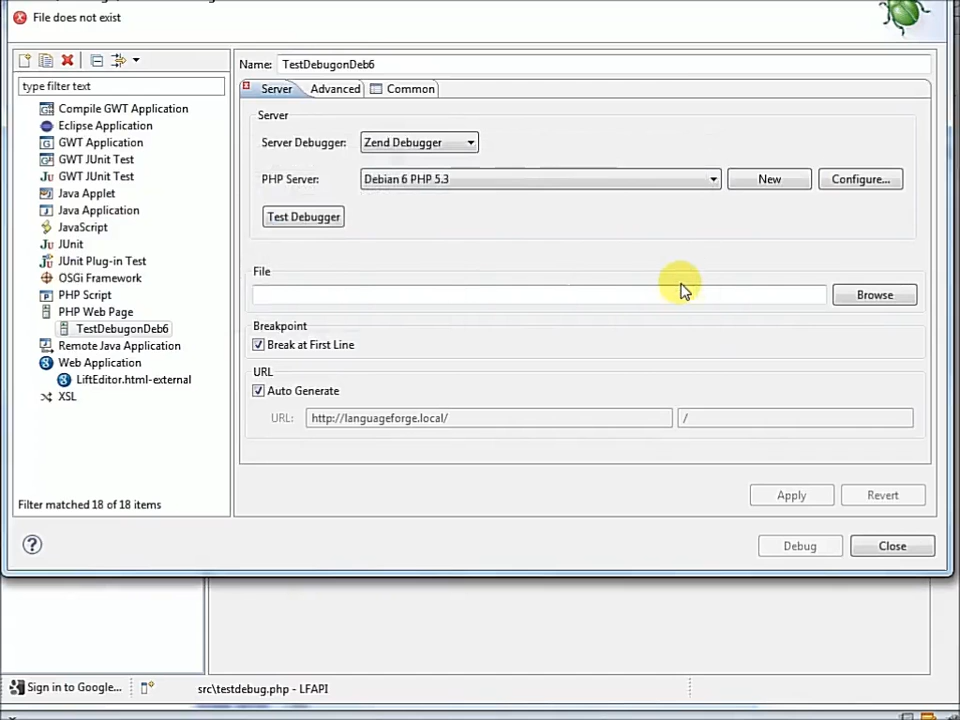 File does not exist
type filter text
Compile GWT Application
Eclipse Application
GWT Application
GWT JUnit Test
GWT JUnit Test
Java Applet
Java Application
JavaScript
JUnit
JUnit Plug-in Test
OSGi Framework
PHP Script
PHP Web Page
TestDebugonDeb6
Remote Java Application
Web Application
LiftEditor.html-external
XSL
Filter matched 18 of 18 items
Name: TestDebugonDeb6
Server Advanced Common
Server
Server Debugger: Zend Debugger
PHP Server: Debian 6 PHP 5.3 New Configure...
Test Debugger
File
Browse
Breakpoint
Break at First Line
URL
Auto Generate
URL: http://languageforge.local/ /
Apply Revert
Debug Close
Sign in to Google... src\testdebug.php - LFAPI